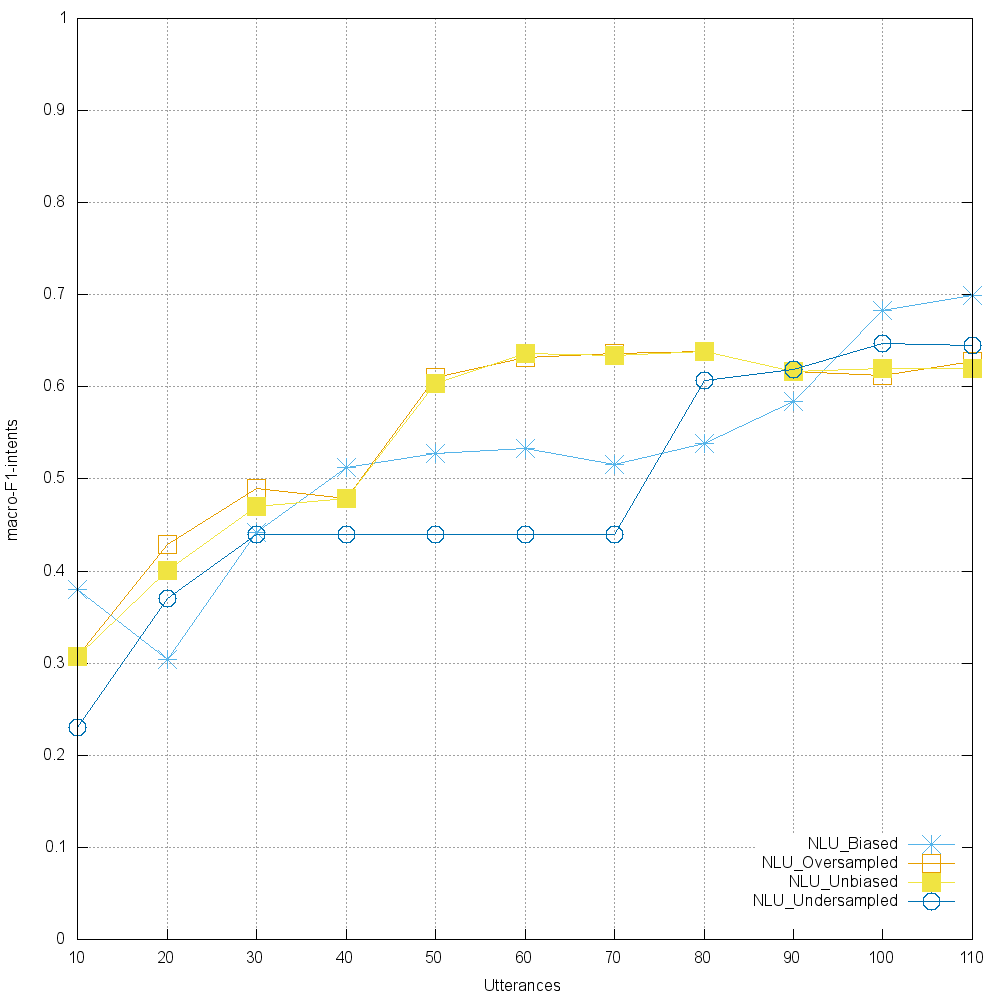 1
0.9
0.8
0.7
0.6
0.5
0.4
0.3
0.2
0.1
0
macro-F1-intents
NLU_Biased
NLU_Oversampled
NLU_Unbiased
NLU_Undersampled
10 20 30 40 50 60 70 80 90 100 110
Utterances